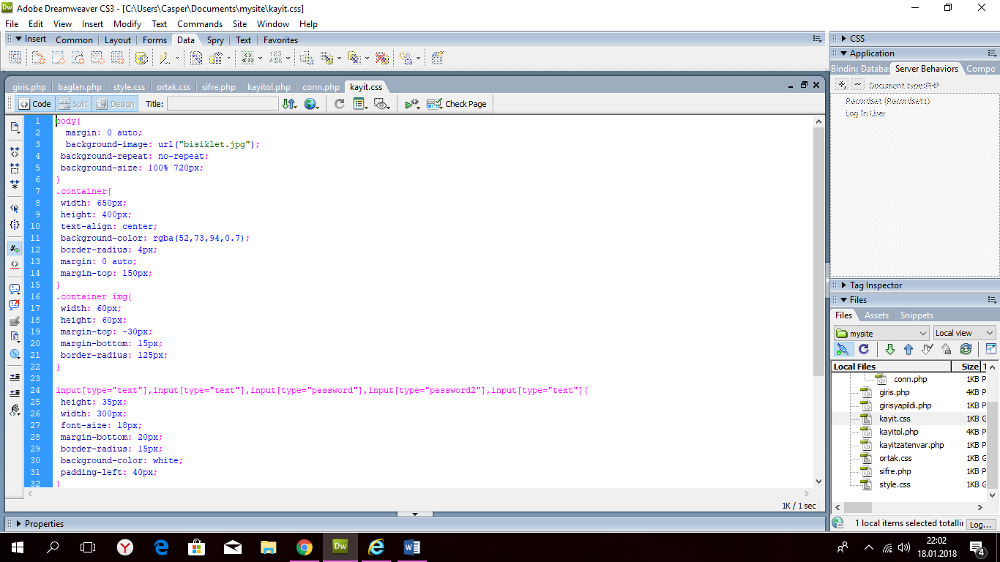 Adobe Dreamweaver CS3 - [C:\Users\Casper\Documents\mysite\kayit.css]
File Edit View Insert Modify Text Commands Site Window Help
Insert Common Layout Forms Data Spry Text Favorites
giris.php baglan.php style.css ortak.css sifre.php kayitol.php conn.php kayit.css
Code Split Design Title: Check Page
1 body{
2 margin: 0 auto;
3 background-image: url("bisiklet.jpg");
4 background-repeat: no-repeat;
5 background-size: 100% 720px;
6 }
7 .container{
8 width: 650px;
9 height: 400px;
10 text-align: center;
11 background-color: rgba(52,73,94,0.7);
12 border-radius: 4px;
13 margin: 0 auto;
14 margin-top: 150px;
15 }
16 .container img{
17 width: 60px;
18 height: 60px;
19 margin-top: -30px;
20 margin-bottom: 15px;
21 border-radius: 125px;
22 }
23
24 input[type="text"],input[type="text"],input[type="password"],input[type="password2"],input[type="text"]{
25 height: 35px;
26 width: 300px;
27 font-size: 18px;
28 margin-bottom: 20px;
29 border-radius: 15px;
30 background-color: white;
31 padding-left: 40px;
32 }
1K / 1 sec
Properties
CSS
Application
Bindin Databa Server Behaviors Compo
Document type:PHP
Recordset (Recordset1)
Log In User
Tag Inspector
Files
Files Assets Snippets
mysite Local view
Local Files Size T
conn.php 1KB P
giris.php 4KB P
girisyapildi.php 1KB P
kayit.css 1KB C
kayitol.php 4KB P
kayitzatenvar.php 1KB P
ortak.css 1KB C
sifre.php 1KB P
style.css 1KB C
1 local items selected totallin Log...
22:02
18.01.2018
4